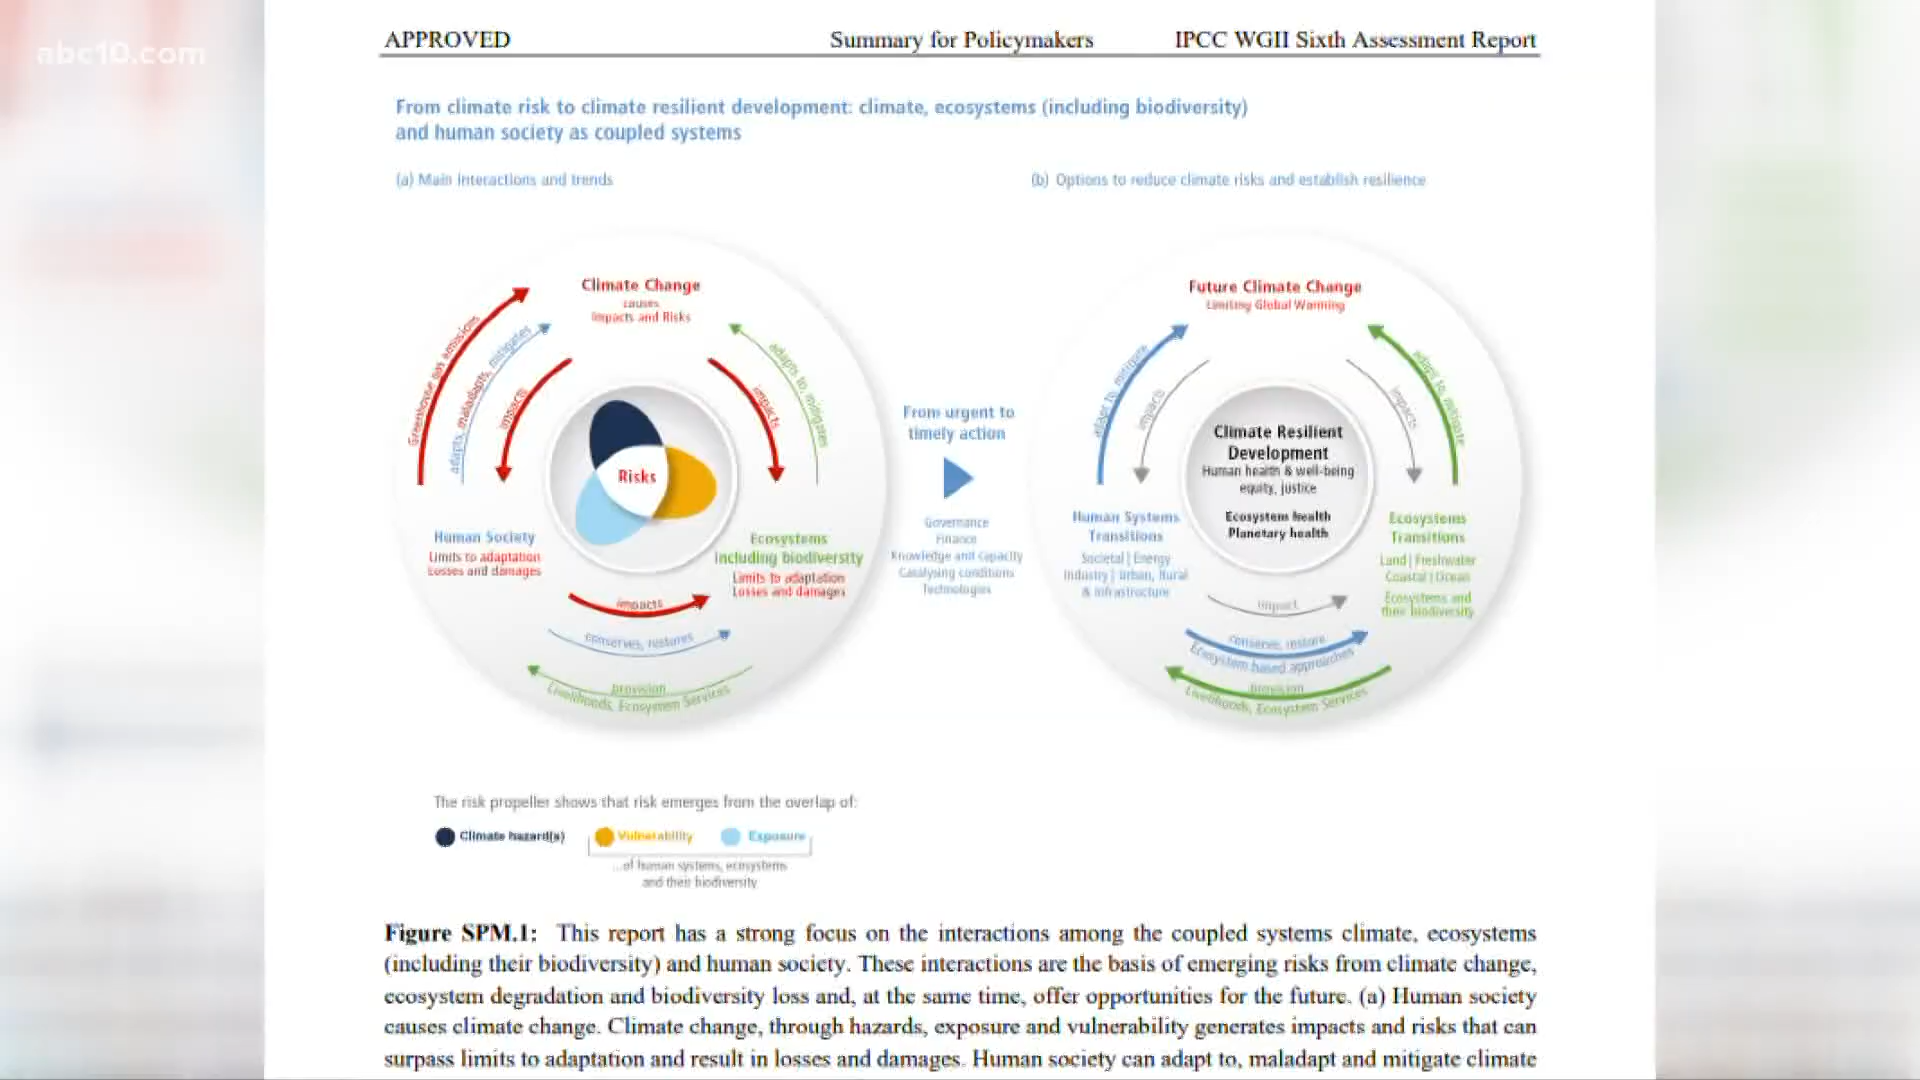 abc10.com
APPROVED Summary for Policymakers IPCC WGII Sixth Assessment Report
From climate risk to climate resilient development: climate, ecosystems (including biodiversity)
and human society as coupled systems
(a) Main interactions and trends
(b) Options to reduce climate risks and establish resilience
Climate Change
causes
Impacts and Risks
Greenhouse gas emissions
adapts, maladapts, mitigates
impacts
impacts
adapts to, mitigates
Risks
Human Society
Limits to adaptation
Losses and damages
Ecosystems
including biodiversity
Limits to adaptation
Losses and damages
impacts
conserves, restores
provision
Livelihoods, Ecosystem Services
From urgent to
timely action
Governance
Finance
Knowledge and capacity
Catalysing conditions
Technologies
Future Climate Change
Limiting Global Warming
adapt to, mitigate
impacts
impacts
adapt to, mitigate
Climate Resilient
Development
Human health & well-being
equity, justice
Ecosystem health
Planetary health
Human Systems
Transitions
Societal | Energy
Industry | Urban, Rural
& Infrastructure
Ecosystems
Transitions
Land | Freshwater
Coastal | Ocean
Ecosystems and
their biodiversity
impact
conserve, restore
Ecosystem based approaches
provision
Livelihoods, Ecosystem Services
The risk propeller shows that risk emerges from the overlap of:
Climate hazard(s) Vulnerability Exposure
...of human systems, ecosystems
and their biodiversity
Figure SPM.1: This report has a strong focus on the interactions among the coupled systems climate, ecosystems
(including their biodiversity) and human society. These interactions are the basis of emerging risks from climate change,
ecosystem degradation and biodiversity loss and, at the same time, offer opportunities for the future. (a) Human society
causes climate change. Climate change, through hazards, exposure and vulnerability generates impacts and risks that can
surpass limits to adaptation and result in losses and damages. Human society can adapt to, maladapt and mitigate climate